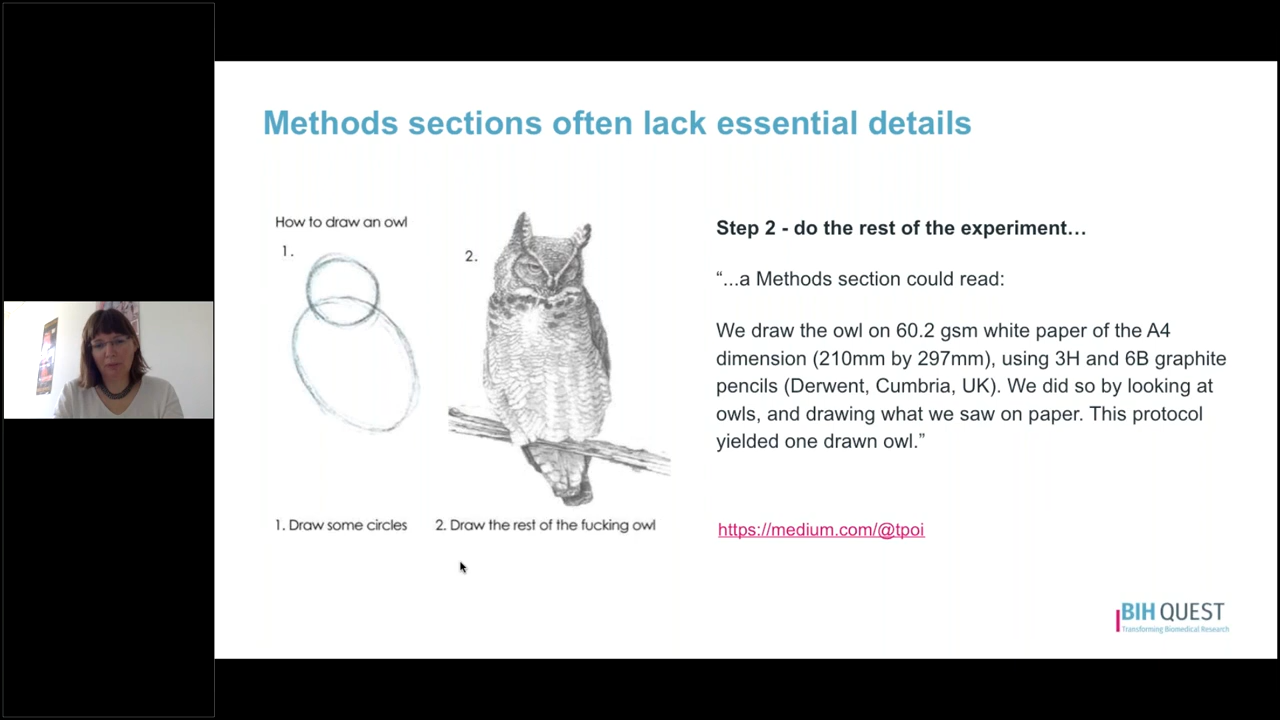 Methods sections often lack essential details
How to draw an owl
1.
2.
1. Draw some circles
2. Draw the rest of the fucking owl
Step 2 - do the rest of the experiment…
“...a Methods section could read:
We draw the owl on 60.2 gsm white paper of the A4
dimension (210mm by 297mm), using 3H and 6B graphite
pencils (Derwent, Cumbria, UK). We did so by looking at
owls, and drawing what we saw on paper. This protocol
yielded one drawn owl.”
https://medium.com/@tpoi
BIH QUEST
Transforming Biomedical Research